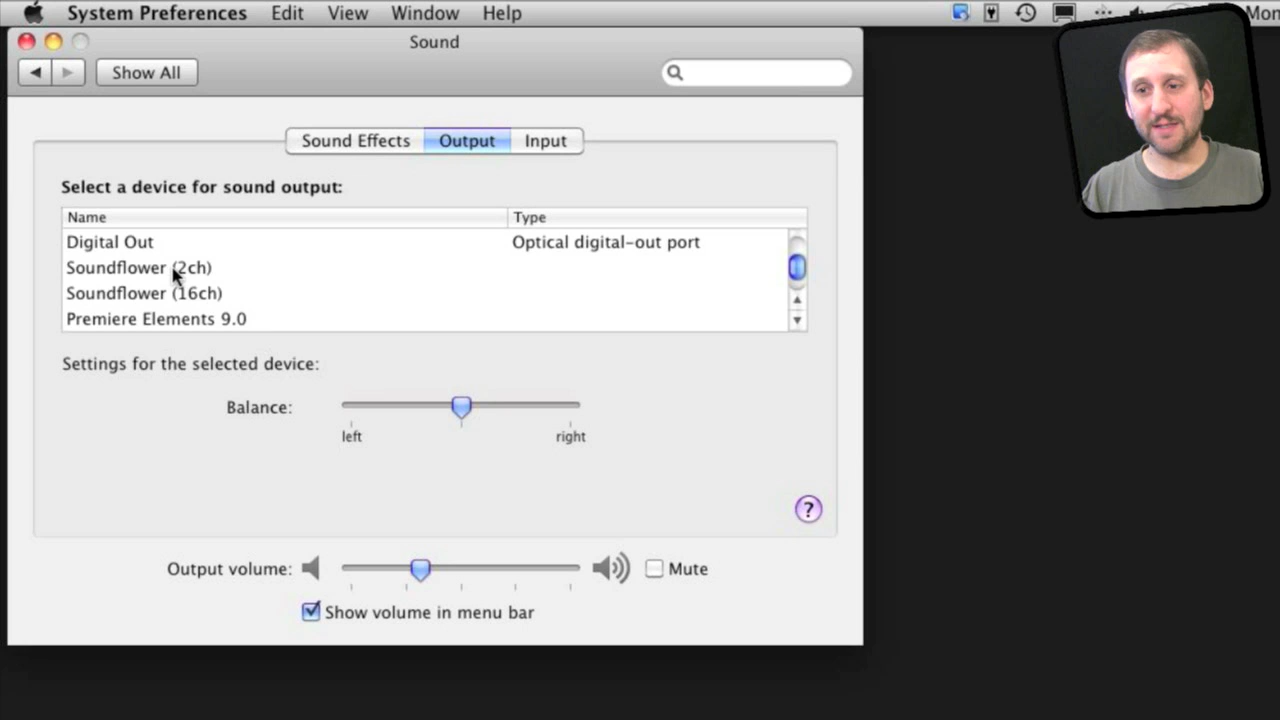 System Preferences Edit View Window Help Mon
Sound
Show All
Sound Effects Output Input
Select a device for sound output:
Name Type
Digital Out Optical digital-out port
Soundflower (2ch)
Soundflower (16ch)
Premiere Elements 9.0
Settings for the selected device:
Balance:
left right
?
Output volume: Mute
Show volume in menu bar